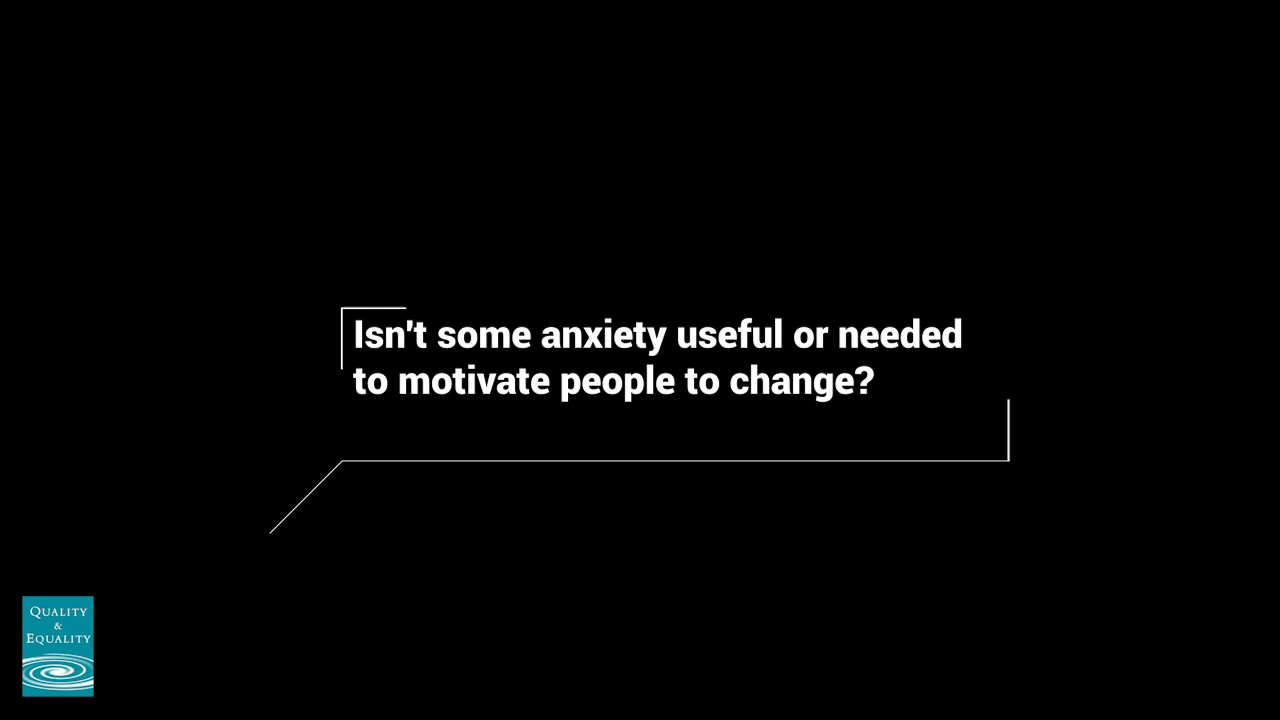 Isn't some anxiety useful or needed
to motivate people to change?
QUALITY
&
EQUALITY